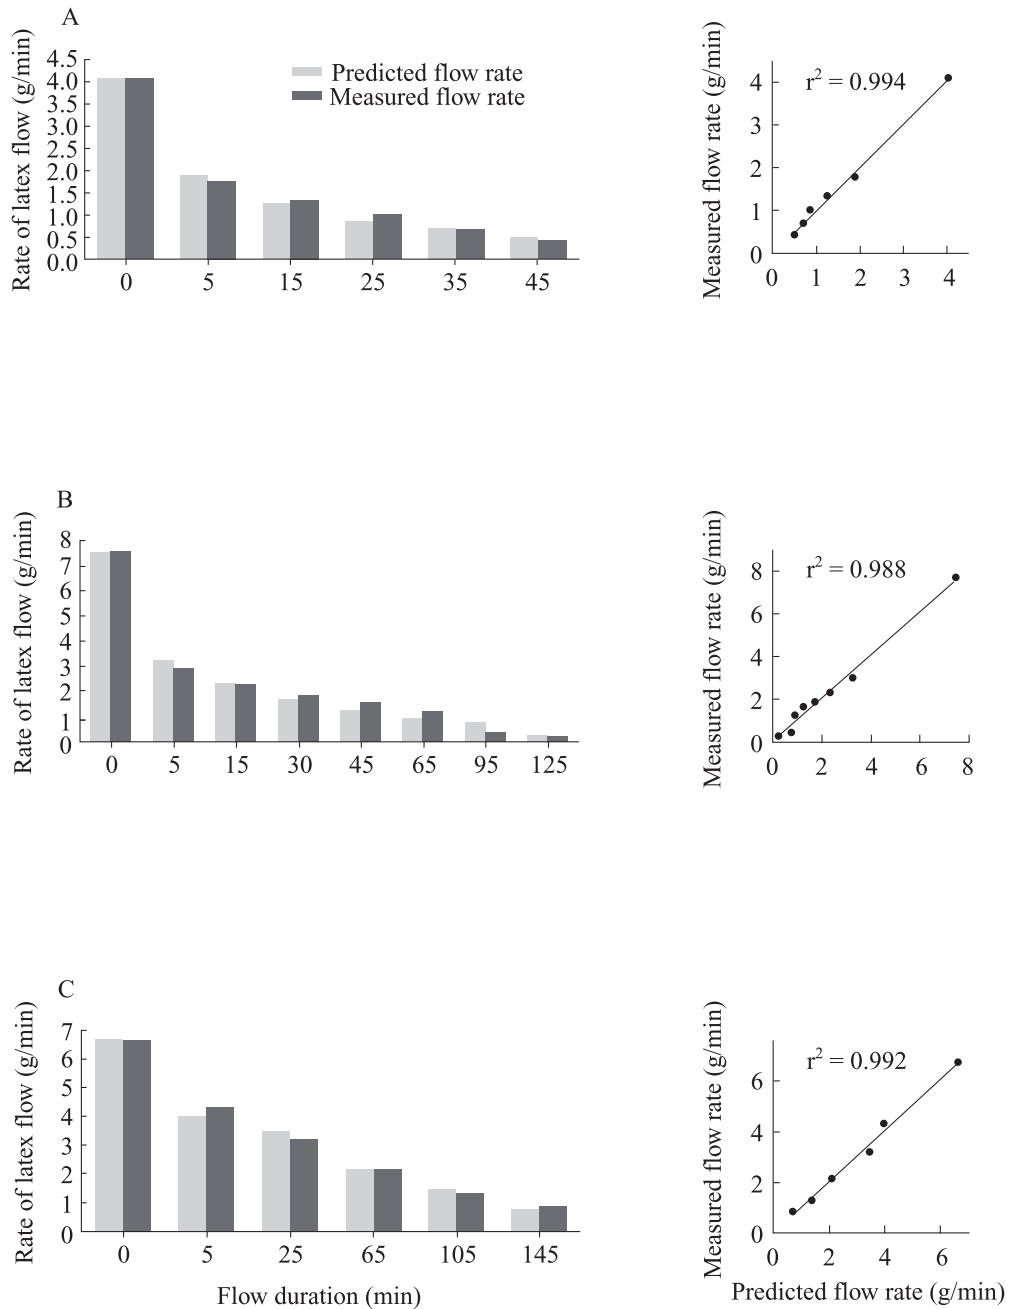 A
Rate of latex flow (g/min)
4.5
4.0
3.5
3.0
2.5
2.0
1.5
1.0
0.5
0.0
0 5 15 25 35 45
Predicted flow rate
Measured flow rate
Measured flow rate (g/min)
r² = 0.994
4
3
2
1
0
0 1 2 3 4
B
Rate of latex flow (g/min)
8
7
6
5
4
3
2
1
0
0 5 15 30 45 65 95 125
Measured flow rate (g/min)
r² = 0.988
8
6
4
2
0
0 2 4 6 8
C
Rate of latex flow (g/min)
7
6
5
4
3
2
1
0
0 5 25 65 105 145
Flow duration (min)
Measured flow rate (g/min)
r² = 0.992
6
4
2
0
0 2 4 6
Predicted flow rate (g/min)